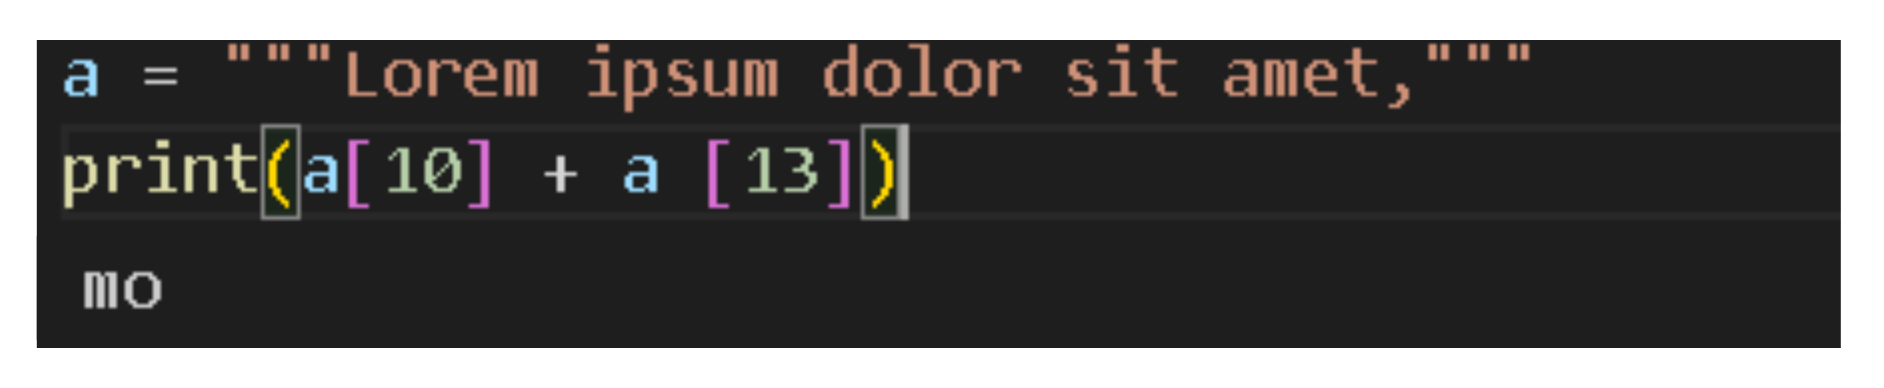 a = """Lorem ipsum dolor sit amet,"""
print(a[10] + a [13])
mo